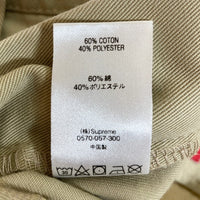 60% COTON
40% POLYESTER
60% 綿
40% ポリエステル
(株) Supreme
0570-057-300
中国製